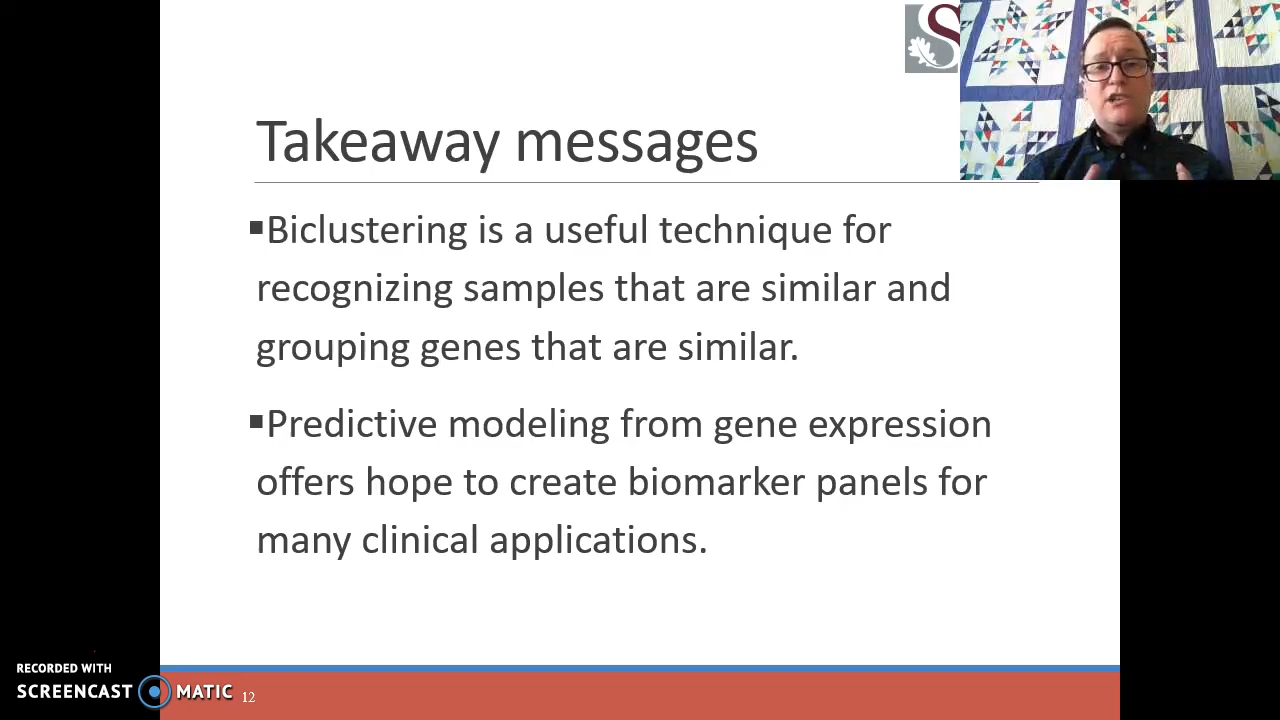 S
Takeaway messages
▪Biclustering is a useful technique for
recognizing samples that are similar and
grouping genes that are similar.
▪Predictive modeling from gene expression
offers hope to create biomarker panels for
many clinical applications.
RECORDED WITH
SCREENCAST MATIC
12